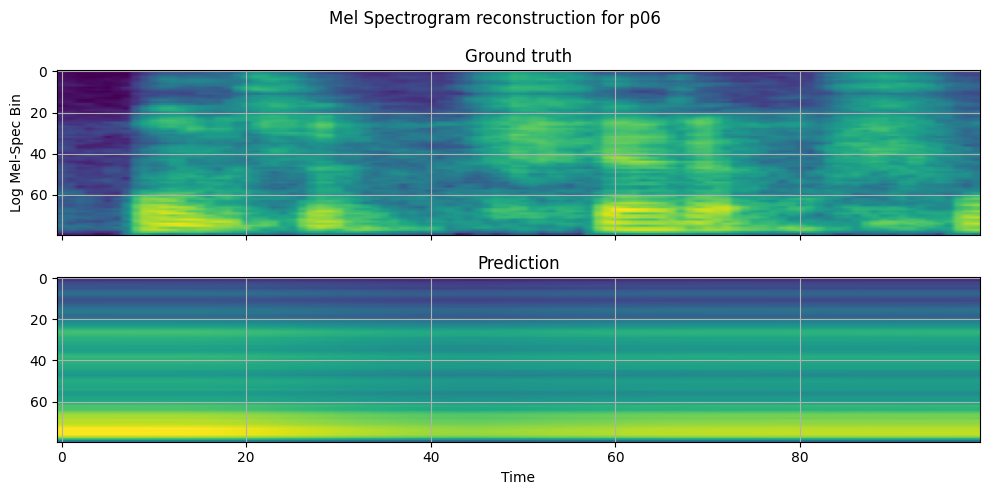 Mel Spectrogram reconstruction for p06
Ground truth
0
20
40
60
Log Mel-Spec Bin
Prediction
0
20
40
60
0 20 40 60 80
Time